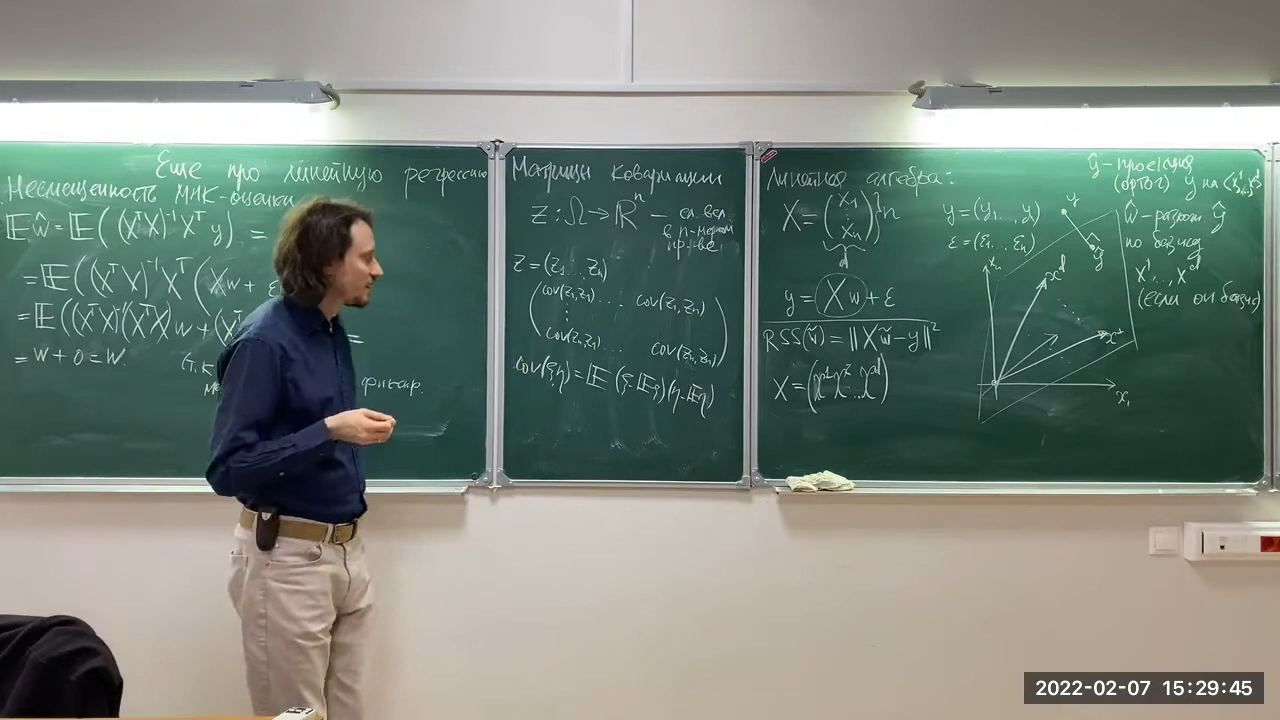 Еще про линейную регрессию
Несмещенность МНК-оценки
𝔼ŵ = 𝔼((XᵀX)⁻¹Xᵀy) =
= 𝔼((XᵀX)⁻¹Xᵀ(Xw + ε
= 𝔼((XᵀX)⁻¹(XᵀX)w + (Xᵀ =
= w + 0 = w. (т.к.
фиксир.
Матрицы ковариации
Z : Ω → ℝⁿ — сл. вел.
в n-мерном
пр-ве.
Z = (Z₁, ..., Zₙ)
cov(Z₁,Z₁) ... cov(Z₁,Zₙ)
⋮
cov(Zₙ,Z₁) ... cov(Zₙ,Zₙ)
cov(ξ,η) = 𝔼(ξ-𝔼ξ)(η-𝔼η)
Линейная алгебра:
X = (x₁ ⋮ xₙ)}n
d
y = Xw + ε
RSS(w̃) = ‖Xw̃ - y‖²
X = (x¹ x² ... xᵈ)
y = (y₁, ..., yₙ)
ε = (ε₁, ..., εₙ)
xₙ
xᵈ
x¹
x₁
y
ŷ
ŷ - проекция
(ортог) y на
ŵ - разлож. ŷ
по базису
x¹, ..., xᵈ
(если он базис)
2022-02-07 15:29:45